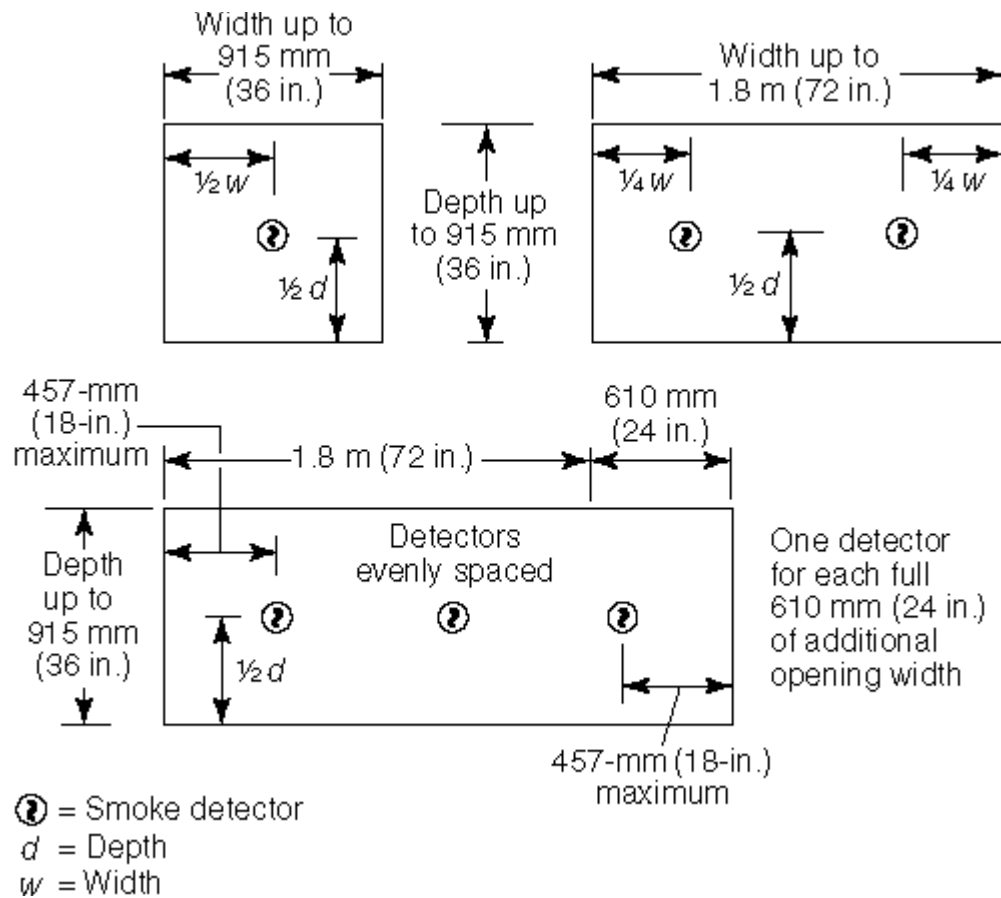 Width up to
915 mm
(36 in.)
Width up to
1.8 m (72 in.)
½ w
¼ w
¼ w
Depth up
to 915 mm
(36 in.)
½ d
½ d
457-mm
(18-in.)
maximum
1.8 m (72 in.)
610 mm
(24 in.)
Detectors
evenly spaced
Depth
up to
915 mm
(36 in.)
½ d
One detector
for each full
610 mm (24 in.)
of additional
opening width
457-mm (18-in.)
maximum
= Smoke detector
d = Depth
w = Width